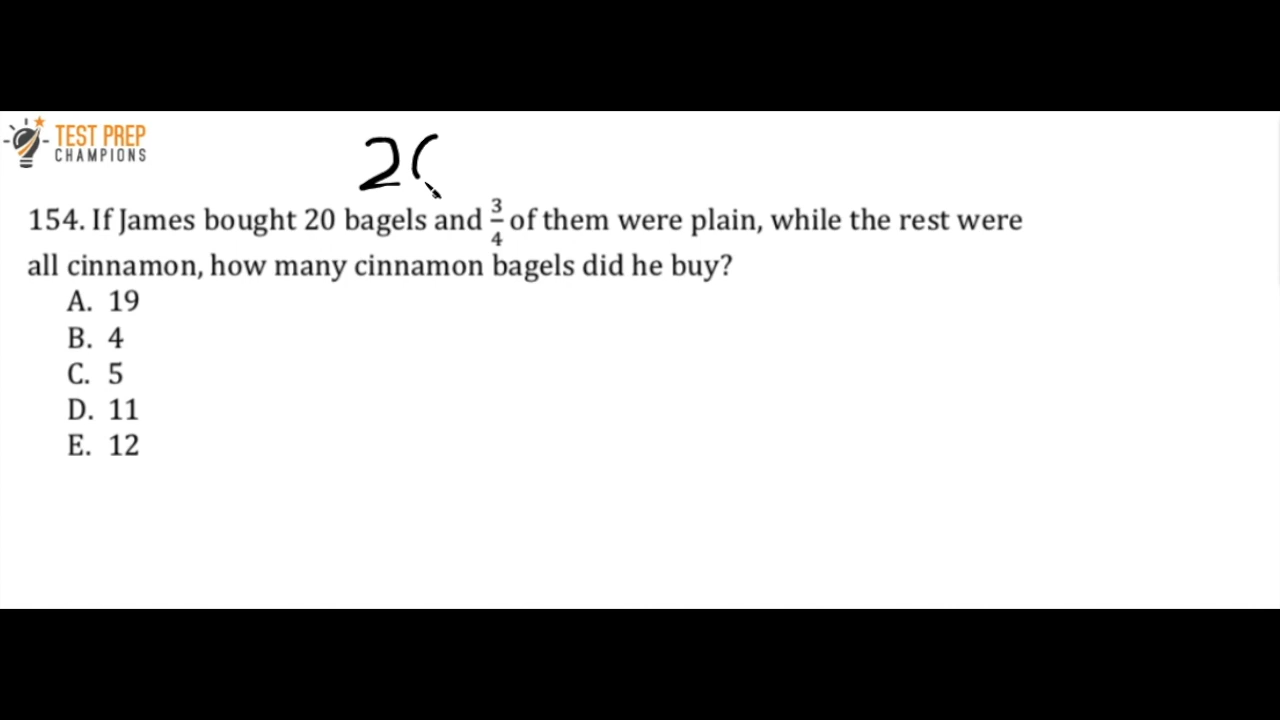 TEST PREP
CHAMPIONS
2(
154. If James bought 20 bagels and 3/4 of them were plain, while the rest were
all cinnamon, how many cinnamon bagels did he buy?
A. 19
B. 4
C. 5
D. 11
E. 12